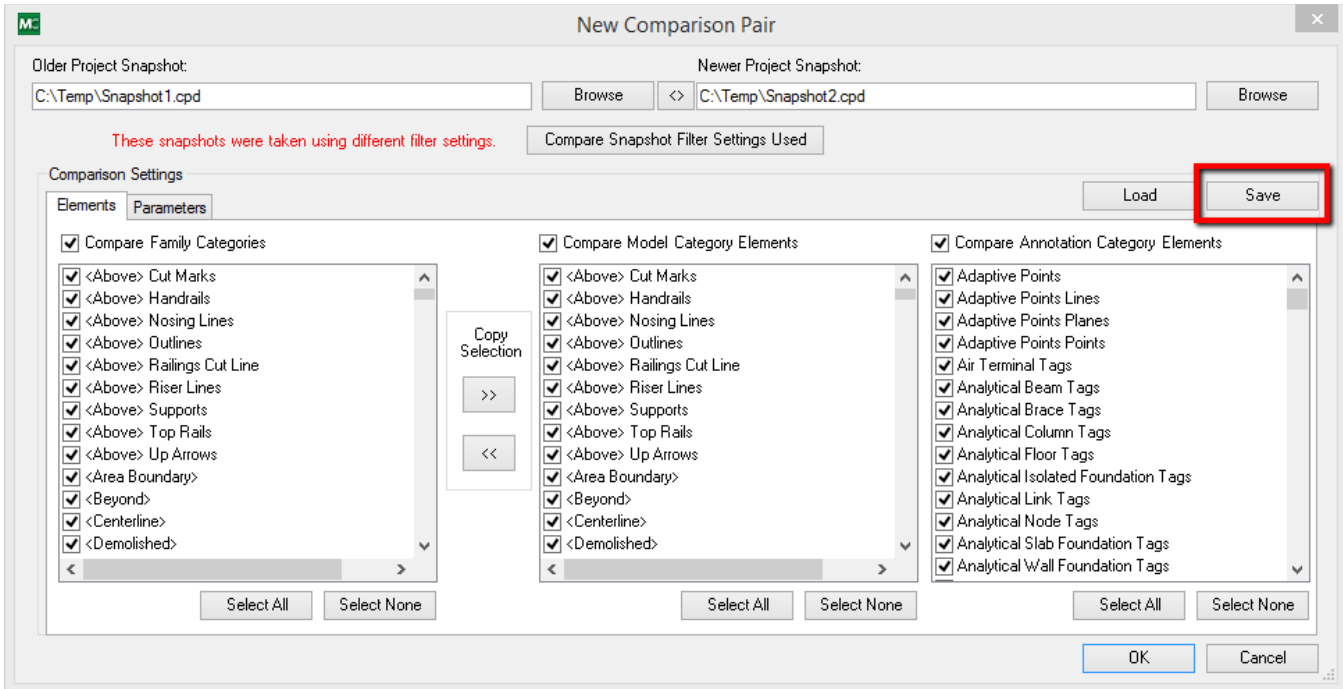 MC
New Comparison Pair
Older Project Snapshot:
Newer Project Snapshot:
C:\Temp\Snapshot1.cpd
Browse
<>
C:\Temp\Snapshot2.cpd
Browse
These snapshots were taken using different filter settings.
Compare Snapshot Filter Settings Used
Comparison Settings
Load
Save
Elements
Parameters
Compare Family Categories
<Above> Cut Marks
<Above> Handrails
<Above> Nosing Lines
<Above> Outlines
<Above> Railings Cut Line
<Above> Riser Lines
<Above> Supports
<Above> Top Rails
<Above> Up Arrows
<Area Boundary>
<Beyond>
<Centerline>
<Demolished>
Select All
Select None
Copy
Selection
>>
<<
Compare Model Category Elements
<Above> Cut Marks
<Above> Handrails
<Above> Nosing Lines
<Above> Outlines
<Above> Railings Cut Line
<Above> Riser Lines
<Above> Supports
<Above> Top Rails
<Above> Up Arrows
<Area Boundary>
<Beyond>
<Centerline>
<Demolished>
Select All
Select None
Compare Annotation Category Elements
Adaptive Points
Adaptive Points Lines
Adaptive Points Planes
Adaptive Points Points
Air Terminal Tags
Analytical Beam Tags
Analytical Brace Tags
Analytical Column Tags
Analytical Floor Tags
Analytical Isolated Foundation Tags
Analytical Link Tags
Analytical Node Tags
Analytical Slab Foundation Tags
Analytical Wall Foundation Tags
Select All
Select None
OK
Cancel